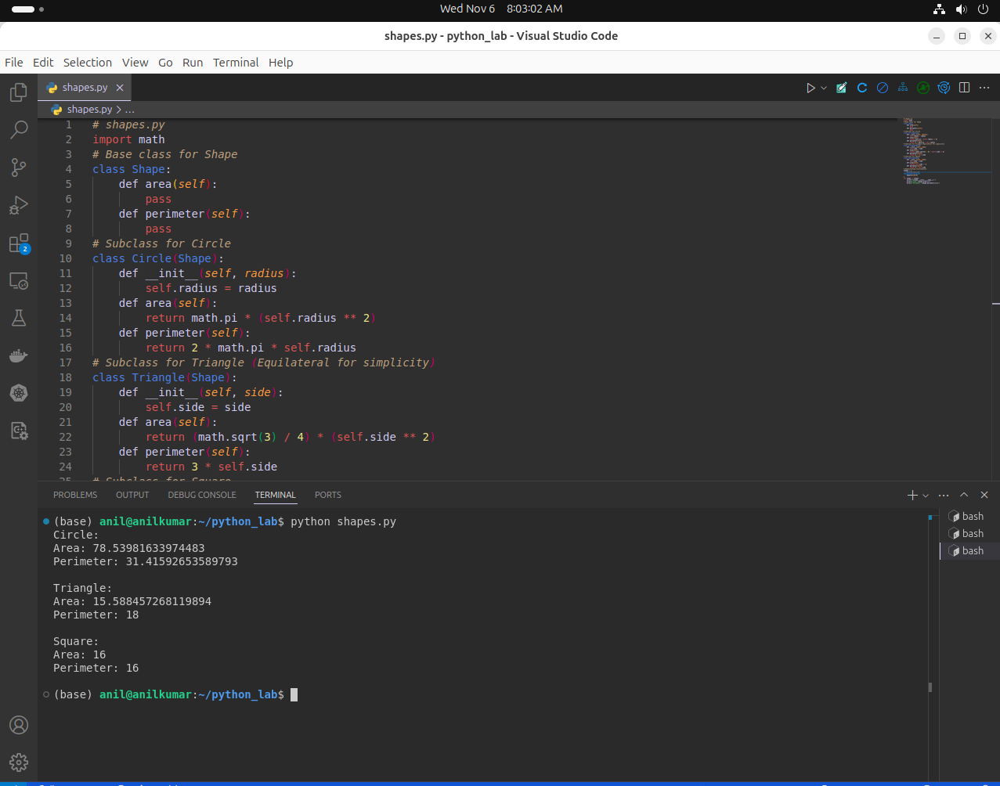 Wed Nov 6 8:03:02 AM
shapes.py - python_lab - Visual Studio Code
File Edit Selection View Go Run Terminal Help
shapes.py
shapes.py > ...
1 # shapes.py
2 import math
3 # Base class for Shape
4 class Shape:
5 def area(self):
6 pass
7 def perimeter(self):
8 pass
9 # Subclass for Circle
10 class Circle(Shape):
11 def __init__(self, radius):
12 self.radius = radius
13 def area(self):
14 return math.pi * (self.radius ** 2)
15 def perimeter(self):
16 return 2 * math.pi * self.radius
17 # Subclass for Triangle (Equilateral for simplicity)
18 class Triangle(Shape):
19 def __init__(self, side):
20 self.side = side
21 def area(self):
22 return (math.sqrt(3) / 4) * (self.side ** 2)
23 def perimeter(self):
24 return 3 * self.side
25 # Subclass for Square
2
PROBLEMS OUTPUT DEBUG CONSOLE TERMINAL PORTS
(base) anil@anilkumar:~/python_lab$ python shapes.py
Circle:
Area: 78.53981633974483
Perimeter: 31.41592653589793
Triangle:
Area: 15.588457268119894
Perimeter: 18
Square:
Area: 16
Perimeter: 16
(base) anil@anilkumar:~/python_lab$
bash
bash
bash